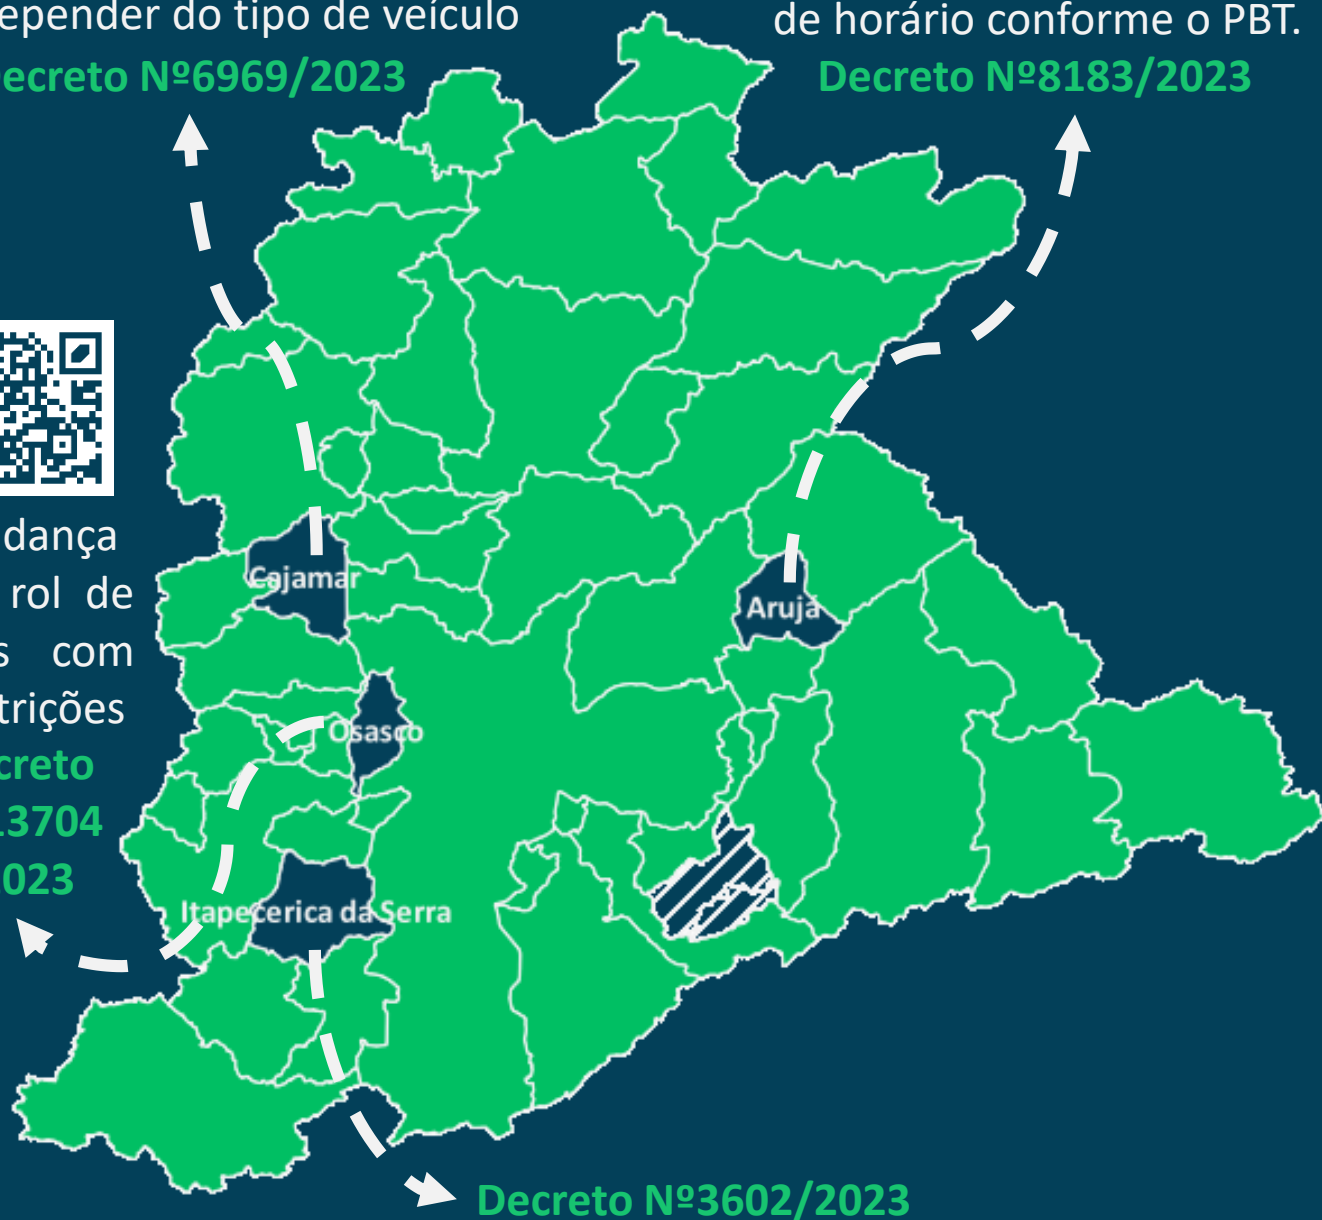 epender do tipo de veículo
ecreto Nº6969/2023
de horário conforme o PBT.
Decreto Nº8183/2023
dança
rol de
s com
trições
creto
13704
023
Cajamar
Arujá
Osasco
Itapecerica da Serra
Decreto Nº3602/2023